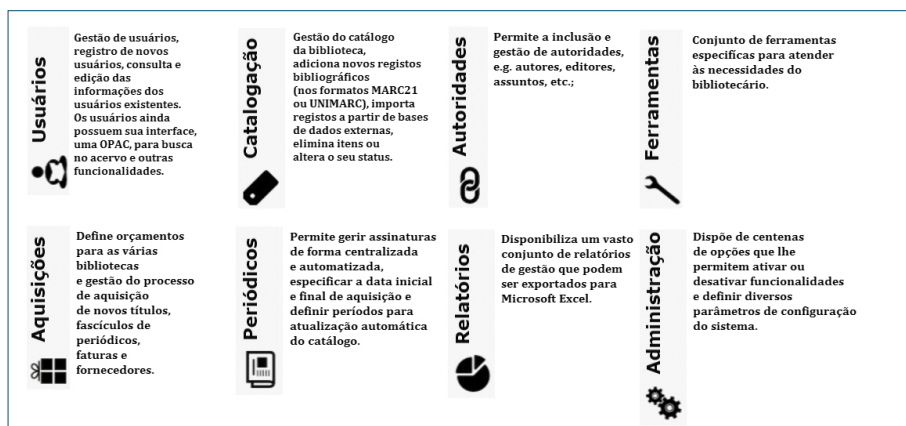 Usuários
Gestão de usuários,
registro de novos
usuários, consulta e
edição das
informações dos
usuários existentes.
Os usuários ainda
possuem sua interface,
uma OPAC, para busca
no acervo e outras
funcionalidades.
Catalogação
Gestão do catálogo
da biblioteca,
adiciona novos registos
bibliográficos
(nos formatos MARC21
ou UNIMARC), importa
registos a partir de bases
de dados externas,
elimina itens ou
altera o seu status.
Autoridades
Permite a inclusão e
gestão de autoridades,
e.g. autores, editores,
assuntos, etc.;
Ferramentas
Conjunto de ferramentas
especifícas para atender
às necessidades do
bibliotecário.
Aquisições
Define orçamentos
para as várias
bibliotecas
e gestão do processo
de aquisição
de novos títulos,
fascículos de
periódicos,
faturas e
fornecedores.
Periódicos
Permite gerir assinaturas
de forma centralizada
e automatizada,
especificar a data inicial
e final de aquisição e
definir períodos para
atualização automática
do catálogo.
Relatórios
Disponibiliza um vasto
conjunto de relatórios
de gestão que podem
ser exportados para
Microsoft Excel.
Administração
Dispõe de centenas
de opções que lhe
permitem ativar ou
desativar funcionalidades
e definir diversos
parâmetros de configuração
do sistema.